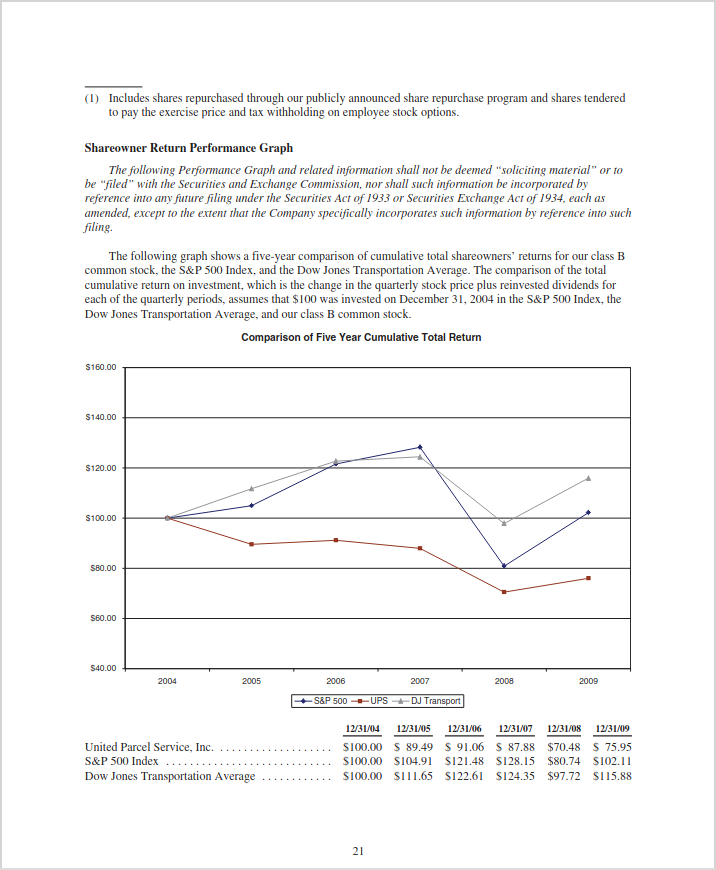 (1) Includes shares repurchased through our publicly announced share repurchase program and shares tendered
to pay the exercise price and tax withholding on employee stock options.
Shareowner Return Performance Graph
The following Performance Graph and related information shall not be deemed “soliciting material” or to
be “filed” with the Securities and Exchange Commission, nor shall such information be incorporated by
reference into any future filing under the Securities Act of 1933 or Securities Exchange Act of 1934, each as
amended, except to the extent that the Company specifically incorporates such information by reference into such
filing.
The following graph shows a five-year comparison of cumulative total shareowners’ returns for our class B
common stock, the S&P 500 Index, and the Dow Jones Transportation Average. The comparison of the total
cumulative return on investment, which is the change in the quarterly stock price plus reinvested dividends for
each of the quarterly periods, assumes that $100 was invested on December 31, 2004 in the S&P 500 Index, the
Dow Jones Transportation Average, and our class B common stock.
Comparison of Five Year Cumulative Total Return
$160.00
$140.00
$120.00
$100.00
$80.00
$60.00
$40.00
2004 2005 2006 2007 2008 2009
S&P 500 UPS DJ Transport
12/31/04 12/31/05 12/31/06 12/31/07 12/31/08 12/31/09
United Parcel Service, Inc. . . . . . . . . . . . . . . . . . . . $100.00 $ 89.49 $ 91.06 $ 87.88 $70.48 $ 75.95
S&P 500 Index . . . . . . . . . . . . . . . . . . . . . . . . . . . . $100.00 $104.91 $121.48 $128.15 $80.74 $102.11
Dow Jones Transportation Average . . . . . . . . . . . . $100.00 $111.65 $122.61 $124.35 $97.72 $115.88
21